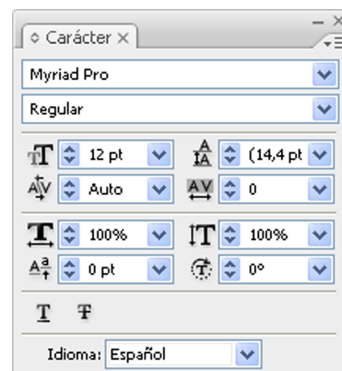 Carácter
Myriad Pro
Regular
12 pt (14,4 pt
Auto 0
100% 100%
0 pt 0°
T T
Idioma: Español